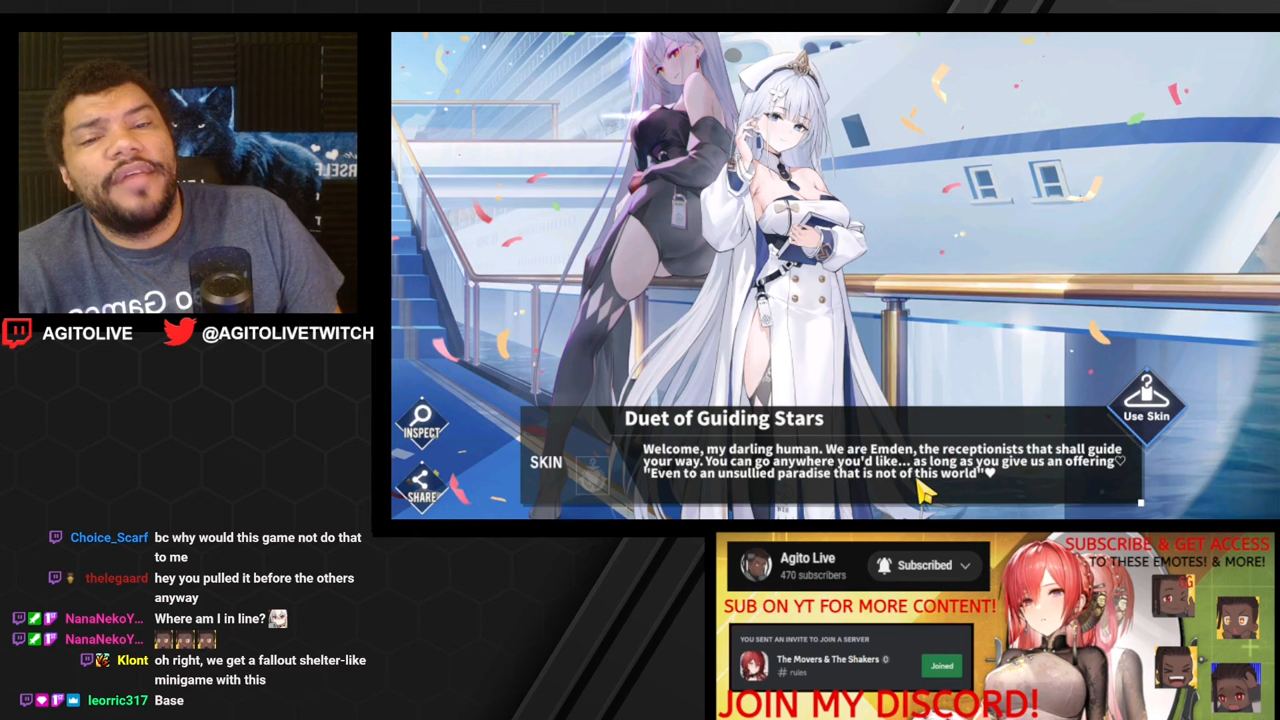 AGITOLIVE
@AGITOLIVETWITCH
INSPECT
SHARE
Duet of Guiding Stars
SKIN
Welcome, my darling human. We are Emden, the receptionists that shall guide
your way. You can go anywhere you'd like... as long as you give us an offering♡
"Even to an unsullied paradise that is not of this world"♥
Use Skin
Choice_Scarf bc why would this game not do that
to me
thelegaard hey you pulled it before the others
anyway
NanaNekoY... Where am I in line?
NanaNekoY...
Klont oh right, we get a fallout shelter-like
minigame with this
leorric317 Base
Agito Live
470 subscribers
Subscribed
SUB ON YT FOR MORE CONTENT!
YOU SENT AN INVITE TO JOIN A SERVER
The Movers & The Shakers
# rules
Joined
JOIN MY DISCORD!
SUBSCRIBE & GET ACCESS
TO THESE EMOTES! & MORE!